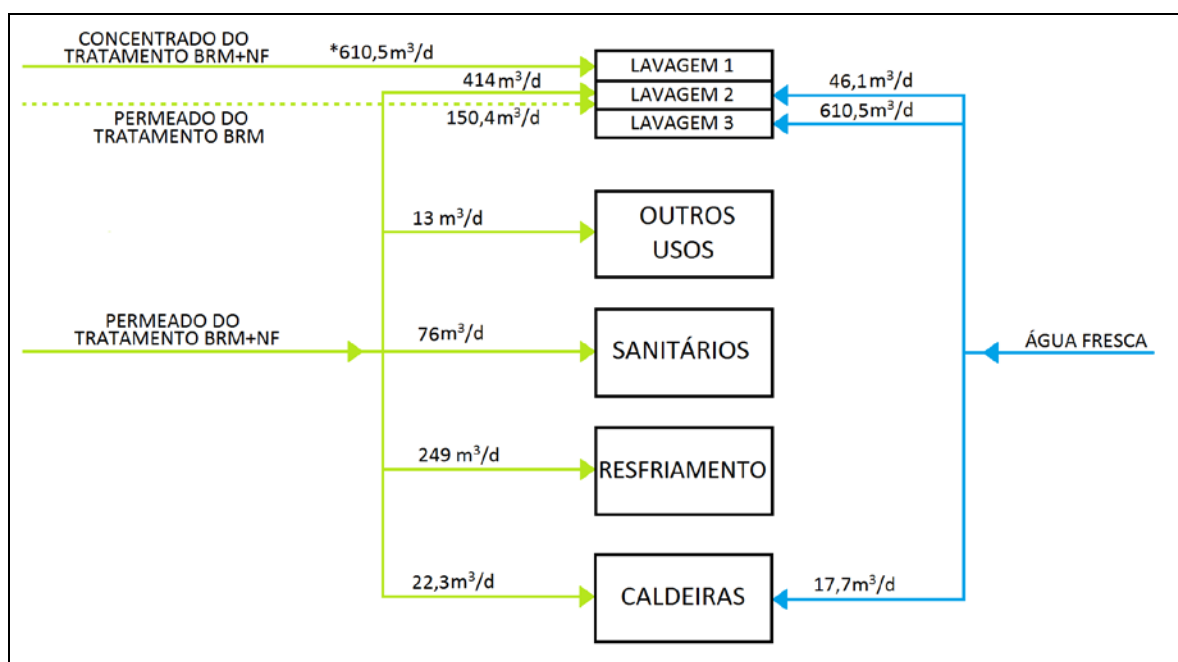 CONCENTRADO DO
TRATAMENTO BRM+NF
*610,5m³/d
LAVAGEM 1
414 m³/d
LAVAGEM 2
46,1m³/d
PERMEADO DO
TRATAMENTO BRM
150,4m³/d
LAVAGEM 3
610,5m³/d
13 m³/d
OUTROS
USOS
PERMEADO DO
TRATAMENTO BRM+NF
76m³/d
SANITÁRIOS
ÁGUA FRESCA
249 m³/d
RESFRIAMENTO
22,3m³/d
CALDEIRAS
17,7m³/d